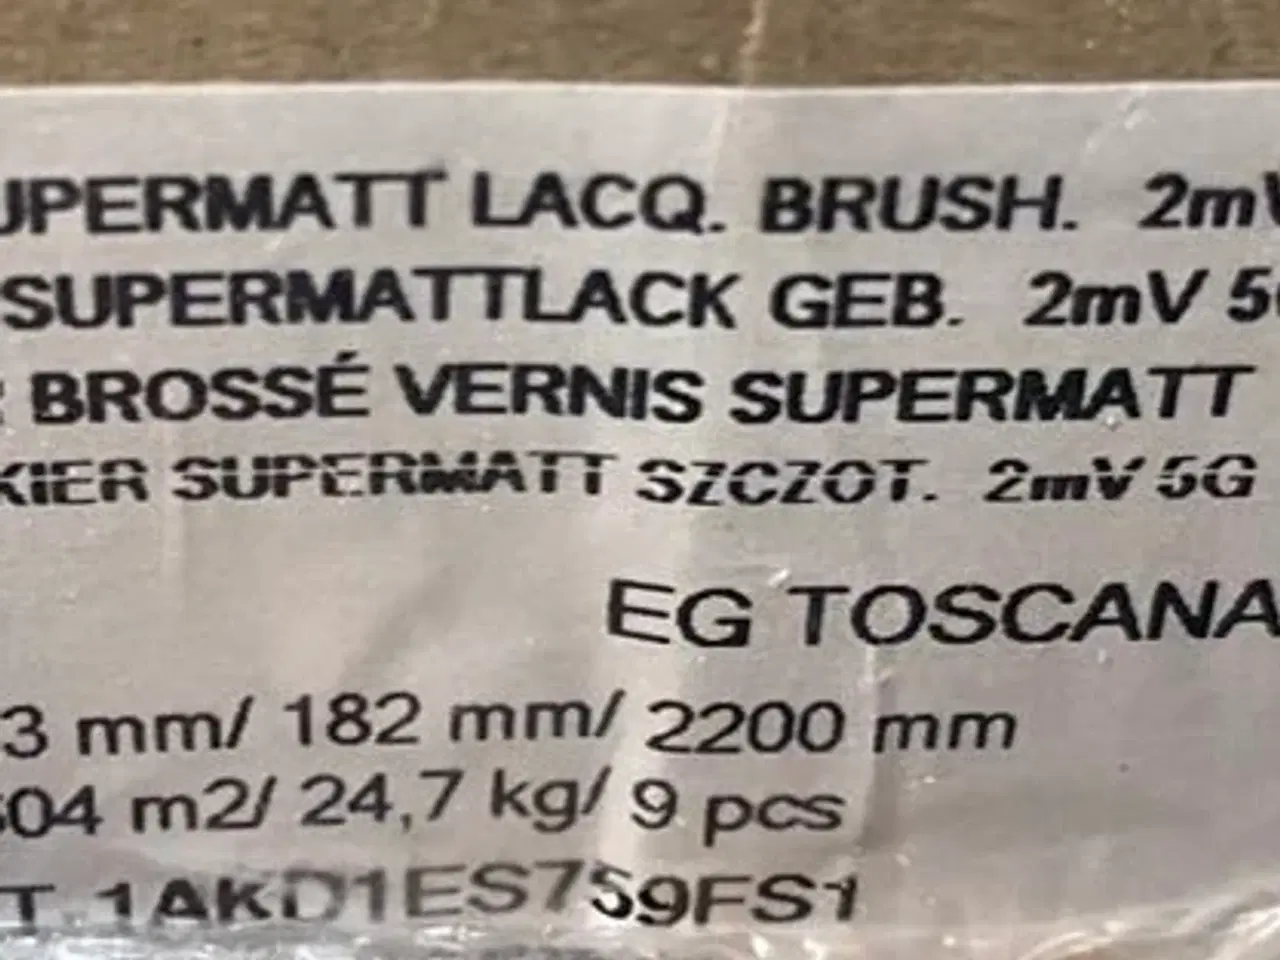 UPERMATT LACQ. BRUSH. 2mV
SUPERMATTLACK GEB. 2mV 5G
BROSSÉ VERNIS SUPERMATT
KIER SUPERMATT SZCZOT. 2mV 5G
EG TOSCANA
3 mm/ 182 mm/ 2200 mm
604 m2/ 24,7 kg/ 9 pcs
T 1AKD1ES759FS1